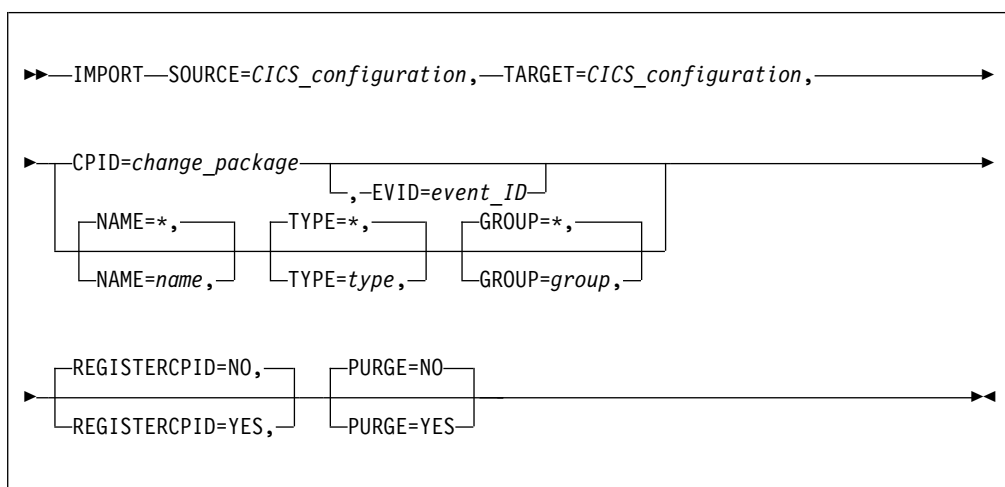 IMPORT SOURCE=CICS_configuration, TARGET=CICS_configuration,
CPID=change_package
,EVID=event_ID
NAME=*, TYPE=*, GROUP=*,
NAME=name, TYPE=type, GROUP=group,
REGISTERCPID=NO, PURGE=NO
REGISTERCPID=YES, PURGE=YES